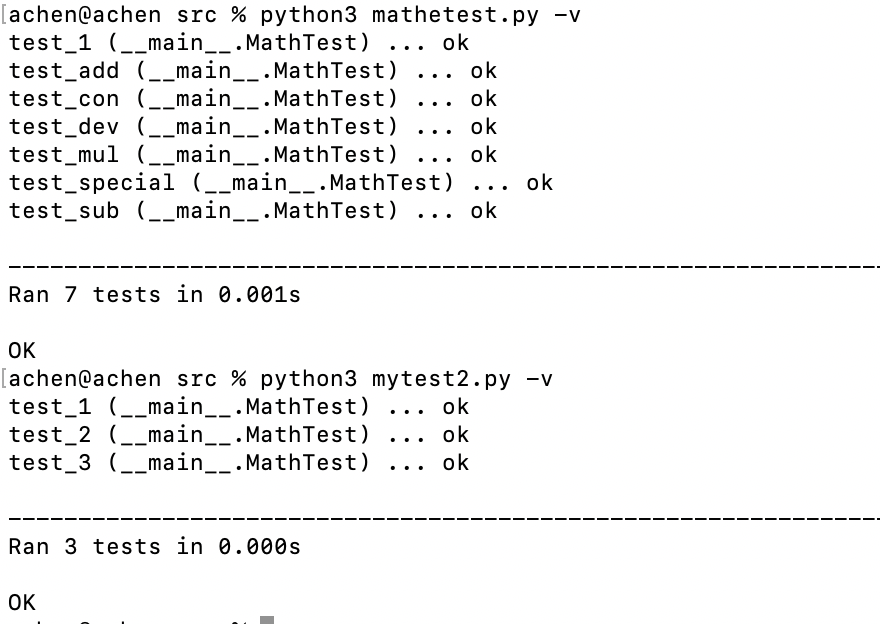 [achen@achen src % python3 mathetest.py -v
test_1 (__main__.MathTest) ... ok
test_add (__main__.MathTest) ... ok
test_con (__main__.MathTest) ... ok
test_dev (__main__.MathTest) ... ok
test_mul (__main__.MathTest) ... ok
test_special (__main__.MathTest) ... ok
test_sub (__main__.MathTest) ... ok
----------------------------------------------------------------------
Ran 7 tests in 0.001s
OK
[achen@achen src % python3 mytest2.py -v
test_1 (__main__.MathTest) ... ok
test_2 (__main__.MathTest) ... ok
test_3 (__main__.MathTest) ... ok
----------------------------------------------------------------------
Ran 3 tests in 0.000s
OK